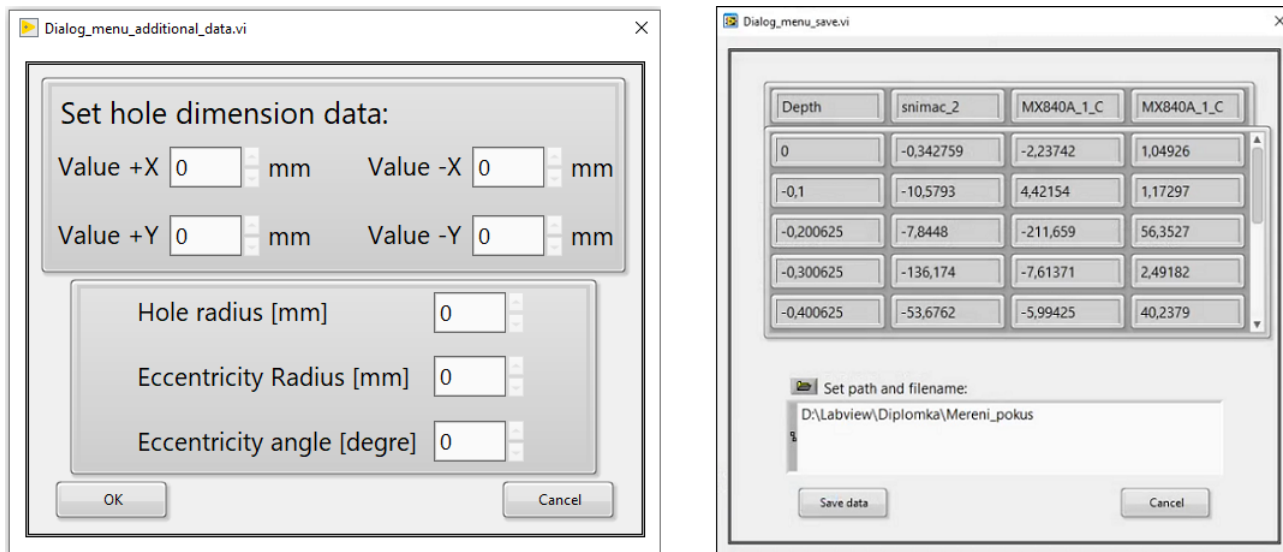 Dialog_menu_additional_data.vi
Set hole dimension data:
Value +X 0 mm Value -X 0 mm
Value +Y 0 mm Value -Y 0 mm
Hole radius [mm] 0
Eccentricity Radius [mm] 0
Eccentricity angle [degre] 0
OK Cancel
Dialog_menu_save.vi
Depth snimac_2 MX840A_1_C MX840A_1_C
0 -0,342759 -2,23742 1,04926
-0,1 -10,5793 4,42154 1,17297
-0,200625 -7,8448 -211,659 56,3527
-0,300625 -136,174 -7,61371 2,49182
-0,400625 -53,6762 -5,99425 40,2379
Set path and filename:
D:\Labview\Diplomka\Mereni_pokus
Save data Cancel